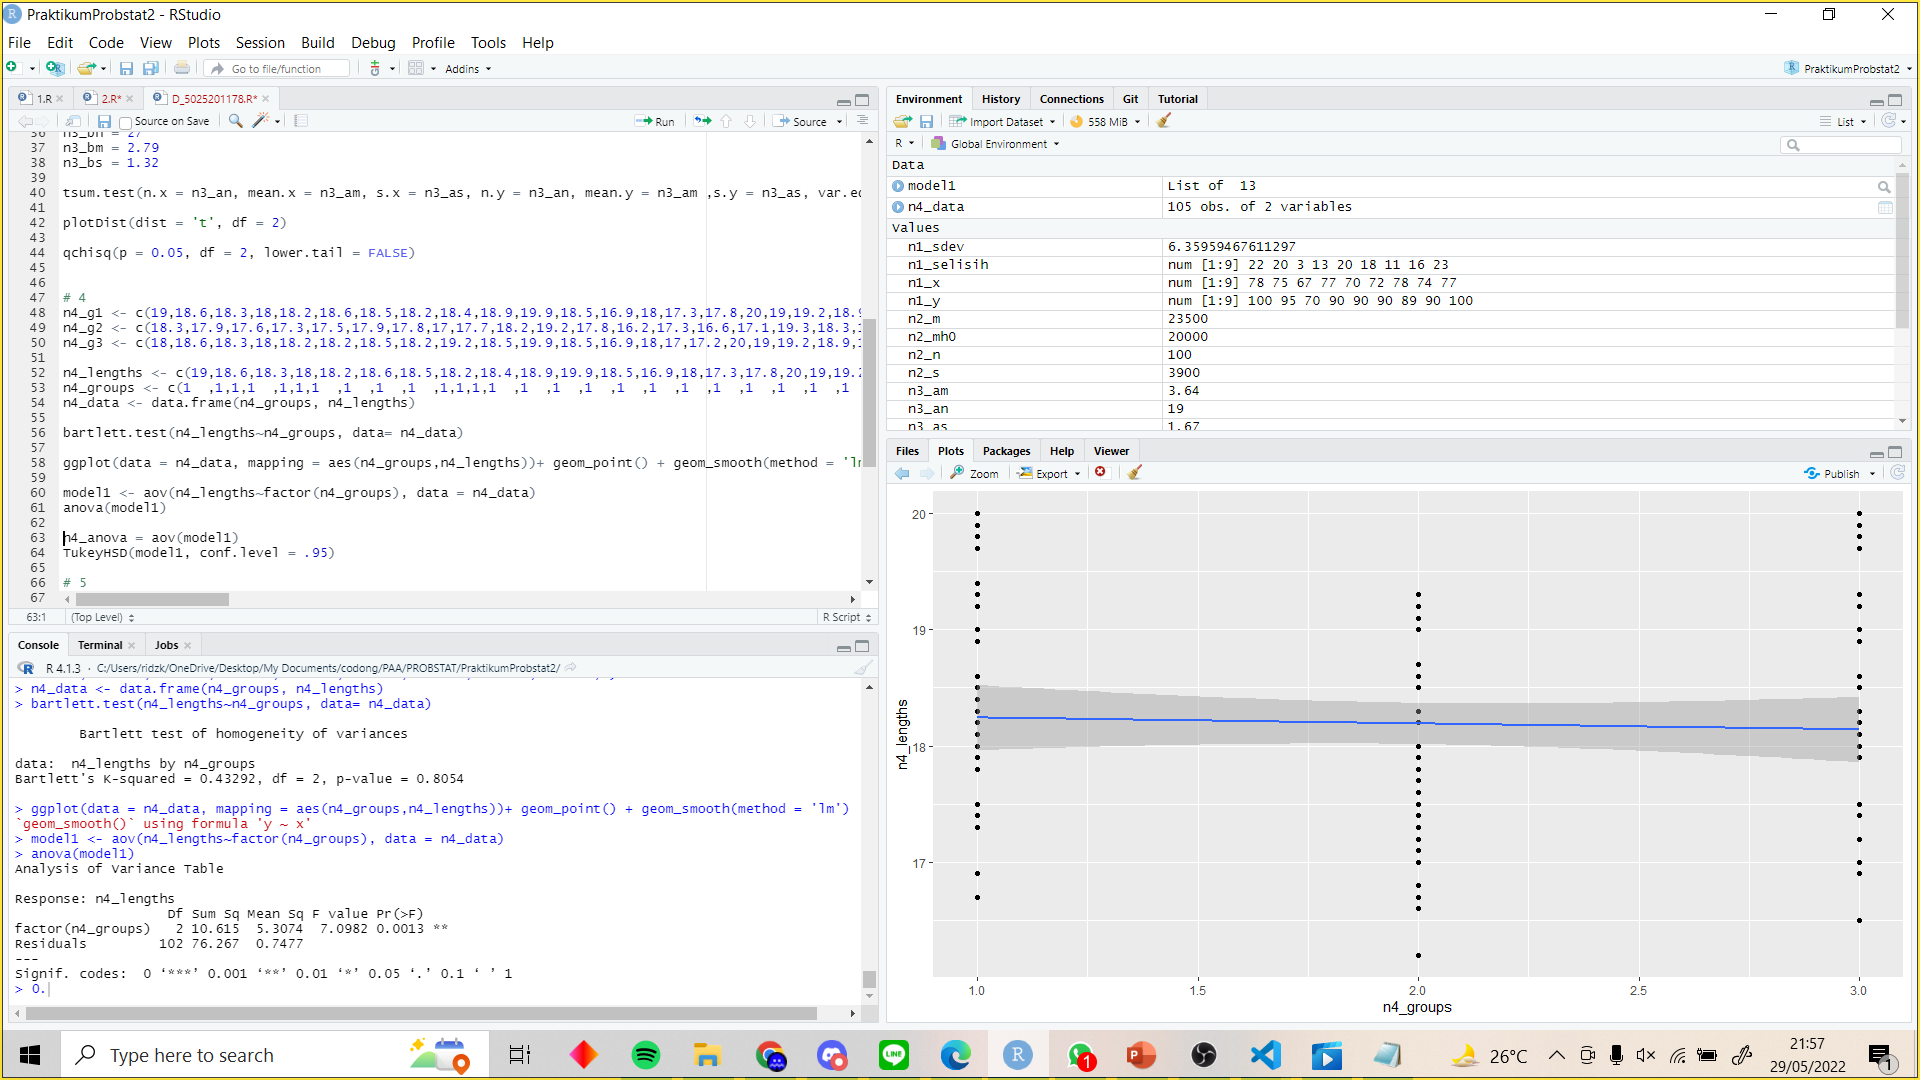 PraktikumProbstat2 - RStudio
File Edit Code View Plots Session Build Debug Profile Tools Help
Go to file/function Addins PraktikumProbstat2
1.R 2.R* D_5025201178.R*
Source on Save Run Source
36 n3_bn = 27
37 n3_bm = 2.79
38 n3_bs = 1.32
39
40 tsum.test(n.x = n3_an, mean.x = n3_am, s.x = n3_as, n.y = n3_an, mean.y = n3_am ,s.y = n3_as, var.e
41
42 plotDist(dist = 't', df = 2)
43
44 qchisq(p = 0.05, df = 2, lower.tail = FALSE)
45
46
47 # 4
48 n4_g1 <- c(19,18.6,18.3,18,18.2,18.6,18.5,18.2,18.4,18.9,19.9,18.5,16.9,18,17.3,17.8,20,19,19.2,18.9
49 n4_g2 <- c(18.3,17.9,17.6,17.3,17.5,17.9,17.8,17,17.7,18.2,19.2,17.8,16.2,17.3,16.6,17.1,19.3,18.3,
50 n4_g3 <- c(18,18.6,18.3,18,18.2,18.2,18.5,18.2,19.2,18.5,19.9,18.5,16.9,18,17,17.2,20,19,19.2,18.9,
51
52 n4_lengths <- c(19,18.6,18.3,18,18.2,18.6,18.5,18.2,18.4,18.9,19.9,18.5,16.9,18,17.3,17.8,20,19,19.2
53 n4_groups <- c(1 ,1,1,1 ,1,1,1 ,1 ,1 ,1 ,1,1,1,1 ,1 ,1 ,1 ,1 ,1 ,1 ,1 ,1 ,1 ,1 ,1
54 n4_data <- data.frame(n4_groups, n4_lengths)
55
56 bartlett.test(n4_lengths~n4_groups, data= n4_data)
57
58 ggplot(data = n4_data, mapping = aes(n4_groups,n4_lengths))+ geom_point() + geom_smooth(method = 'lm
59
60 model1 <- aov(n4_lengths~factor(n4_groups), data = n4_data)
61 anova(model1)
62
63 n4_anova = aov(model1)
64 TukeyHSD(model1, conf.level = .95)
65
66 # 5
67
63:1 (Top Level) R Script
Console Terminal Jobs
R 4.1.3 · C:/Users/ridzk/OneDrive/Desktop/My Documents/codong/PAA/PROBSTAT/PraktikumProbstat2/
> n4_data <- data.frame(n4_groups, n4_lengths)
> bartlett.test(n4_lengths~n4_groups, data= n4_data)
Bartlett test of homogeneity of variances
data: n4_lengths by n4_groups
Bartlett's K-squared = 0.43292, df = 2, p-value = 0.8054
> ggplot(data = n4_data, mapping = aes(n4_groups,n4_lengths))+ geom_point() + geom_smooth(method = 'lm')
`geom_smooth()` using formula 'y ~ x'
> model1 <- aov(n4_lengths~factor(n4_groups), data = n4_data)
> anova(model1)
Analysis of Variance Table
Response: n4_lengths
Df Sum Sq Mean Sq F value Pr(>F)
factor(n4_groups) 2 10.615 5.3074 7.0982 0.0013 **
Residuals 102 76.267 0.7477
---
Signif. codes: 0 ‘***’ 0.001 ‘**’ 0.01 ‘*’ 0.05 ‘.’ 0.1 ‘ ’ 1
> 0.
Environment History Connections Git Tutorial
Import Dataset 558 MiB List
R Global Environment
Data
model1 List of 13
n4_data 105 obs. of 2 variables
Values
n1_sdev 6.35959467611297
n1_selisih num [1:9] 22 20 3 13 20 18 11 16 23
n1_x num [1:9] 78 75 67 77 70 72 78 74 77
n1_y num [1:9] 100 95 70 90 90 90 89 90 100
n2_m 23500
n2_mh0 20000
n2_n 100
n2_s 3900
n3_am 3.64
n3_an 19
n3_as 1.67
Files Plots Packages Help Viewer
Zoom Export Publish
20
19
18
17
n4_lengths
1.0 1.5 2.0 2.5 3.0
n4_groups
Type here to search
LINE
1
26°C
21:57
29/05/2022
1